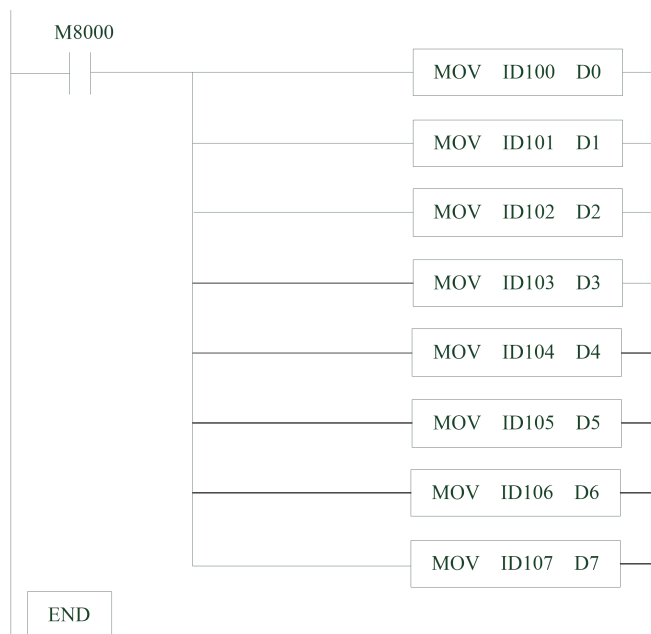 M8000
MOV ID100 D0
MOV ID101 D1
MOV ID102 D2
MOV ID103 D3
MOV ID104 D4
MOV ID105 D5
MOV ID106 D6
MOV ID107 D7
END